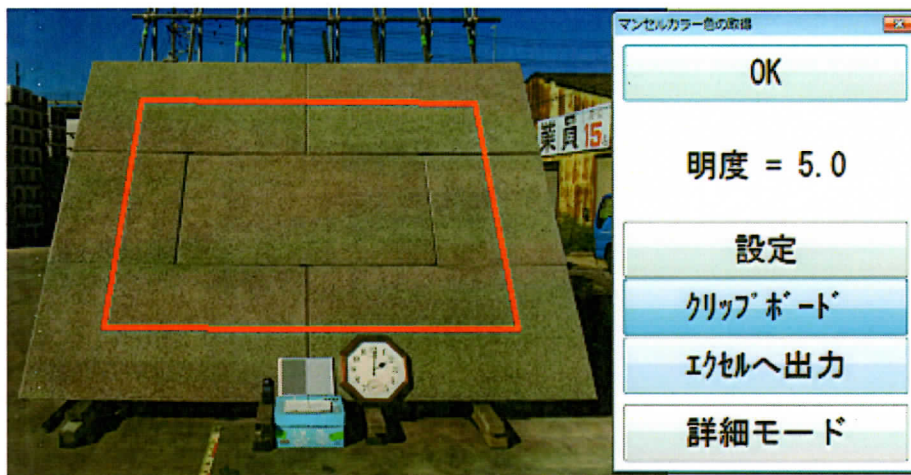 マンセルカラー色の取得
OK
明度 = 5.0
設定
ｸﾘｯﾌﾟﾎﾞｰﾄﾞ
ｴｸｾﾙへ出力
詳細モード
葉員
15